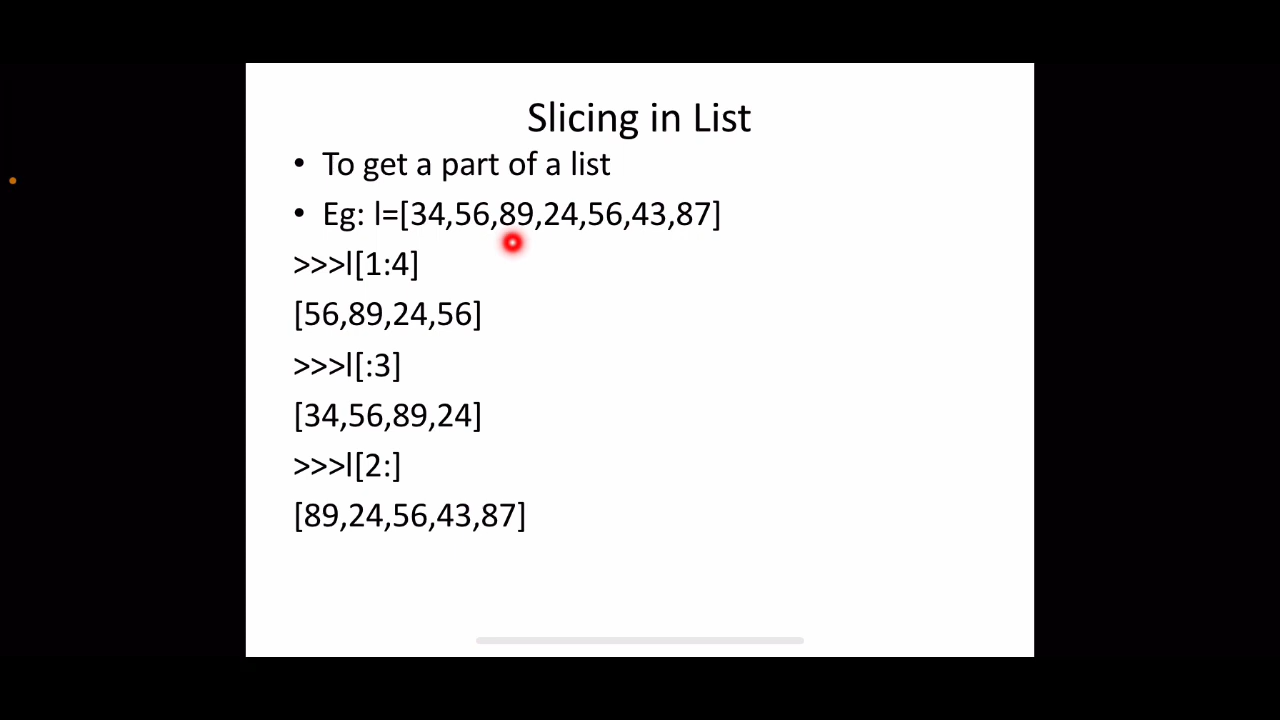 Slicing in List
• To get a part of a list
• Eg: l=[34,56,89,24,56,43,87]
>>>l[1:4]
[56,89,24,56]
>>>l[:3]
[34,56,89,24]
>>>l[2:]
[89,24,56,43,87]